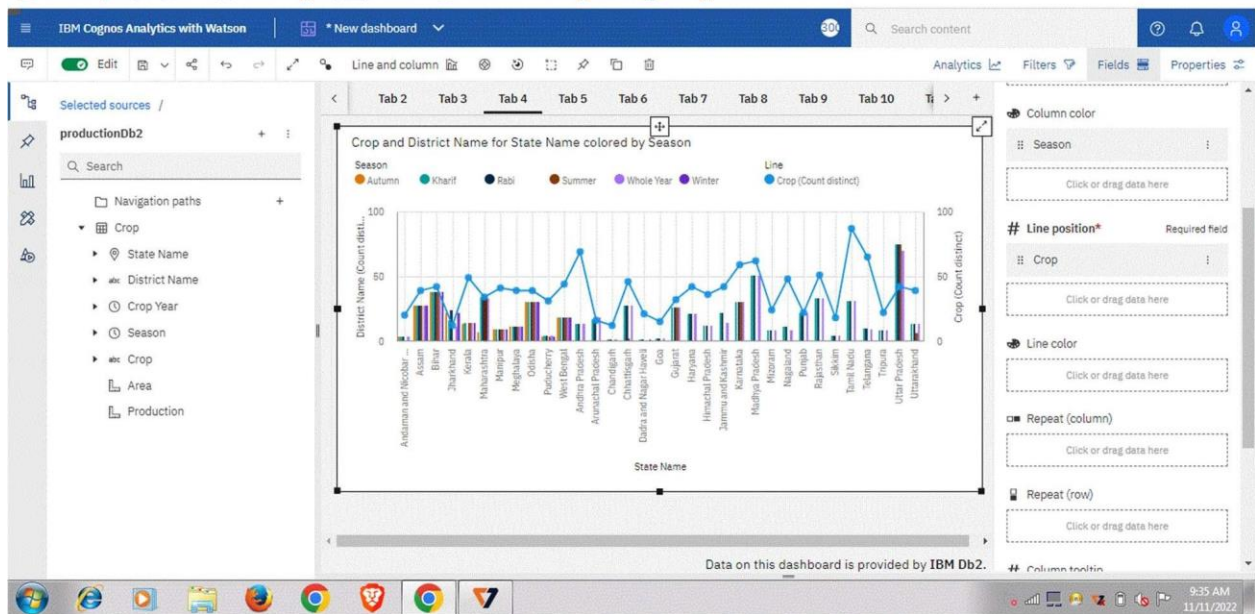 IBM Cognos Analytics with Watson
* New dashboard
300
Search content
Edit
Line and column
Analytics
Filters
Fields
Properties
Selected sources /
productionDb2
Search
Navigation paths
Crop
State Name
abc District Name
Crop Year
Season
abc Crop
Area
Production
Tab 2 Tab 3 Tab 4 Tab 5 Tab 6 Tab 7 Tab 8 Tab 9 Tab 10
Crop and District Name for State Name colored by Season
Season
Autumn Kharif Rabi Summer Whole Year Winter
Line
Crop (Count distinct)
District Name (Count disti...
100
50
0
100
50
0
Crop (Count distinct)
Andaman and Nicobar ...
Assam
Bihar
Jharkhand
Kerala
Maharashtra
Manipur
Meghalaya
Odisha
Puducherry
West Bengal
Andhra Pradesh
Arunachal Pradesh
Chandigarh
Chhattisgarh
Dadra and Nagar Haveli
Goa
Gujarat
Haryana
Himachal Pradesh
Jammu and Kashmir
Karnataka
Madhya Pradesh
Mizoram
Nagaland
Punjab
Rajasthan
Sikkim
Tamil Nadu
Telangana
Tripura
Uttar Pradesh
Uttarakhand
State Name
Data on this dashboard is provided by IBM Db2.
Column color
Season
Click or drag data here
# Line position* Required field
Crop
Click or drag data here
Line color
Click or drag data here
Repeat (column)
Click or drag data here
Repeat (row)
Click or drag data here
# Column tooltip
9:35 AM
11/11/2022